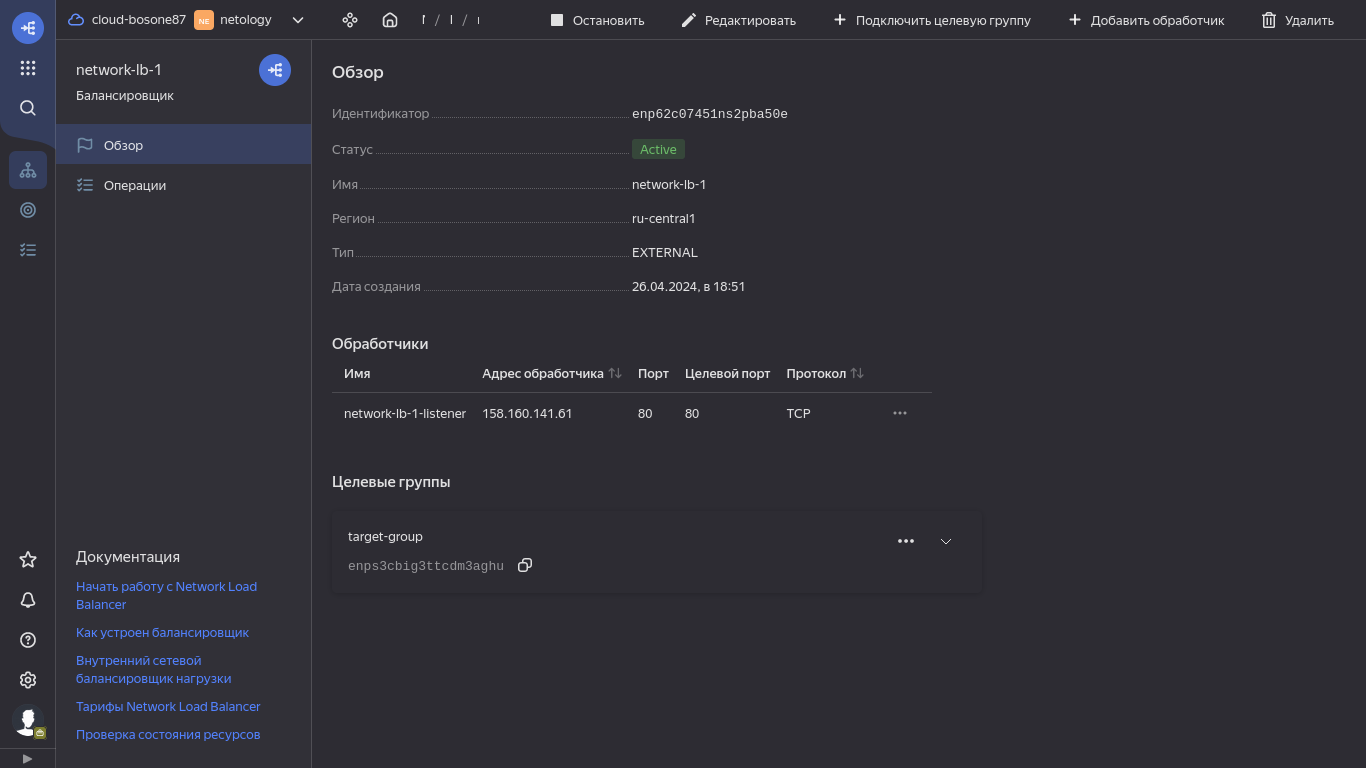 cloud-bosone87 NE netology / / Остановить Редактировать Подключить целевую группу Добавить обработчик Удалить
network-lb-1
Балансировщик
Обзор
Операции
Документация
Начать работу с Network Load
Balancer
Как устроен балансировщик
Внутренний сетевой
балансировщик нагрузки
Тарифы Network Load Balancer
Проверка состояния ресурсов
Обзор
Идентификатор enp62c07451ns2pba50e
Статус Active
Имя network-lb-1
Регион ru-central1
Тип EXTERNAL
Дата создания 26.04.2024, в 18:51
Обработчики
Имя Адрес обработчика Порт Целевой порт Протокол
network-lb-1-listener 158.160.141.61 80 80 TCP
Целевые группы
target-group
enps3cbig3ttcdm3aghu